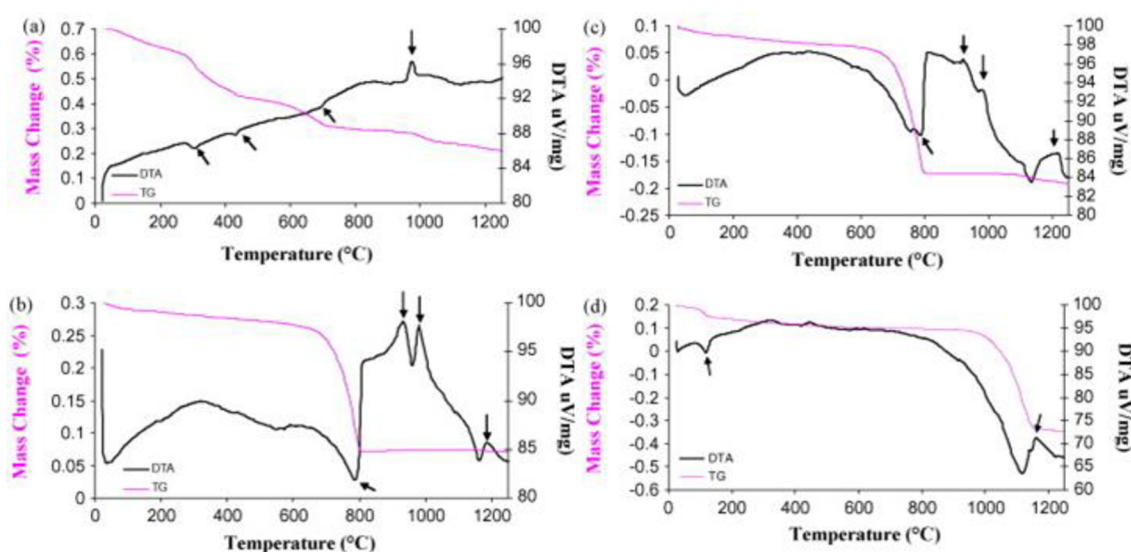 (a)
0.7
0.6
0.5
0.4
0.3
0.2
0.1
0
Mass Change (%)
100
96
92
88
84
80
DTA uV/mg)
DTA
TG
0 200 400 600 800 1000 1200
Temperature (°C)
(b)
0.3
0.25
0.2
0.15
0.1
0.05
0
Mass Change (%)
100
95
90
85
80
DTA uV/mg)
DTA
TG
0 200 400 600 800 1000 1200
Temperature (°C)
(c)
0.1
0.05
0
-0.05
-0.1
-0.15
-0.2
-0.25
Mass Change (%)
100
98
96
94
92
90
88
86
84
82
80
DTA uV/mg)
DTA
TG
0 200 400 600 800 1000 1200
Temperature (°C)
(d)
0.2
0.1
0
-0.1
-0.2
-0.3
-0.4
-0.5
-0.6
Mass Change (%)
100
95
90
85
80
75
70
65
60
DTA uV/mg)
DTA
TG
0 200 400 600 800 1000 1200
Temperature (°C)